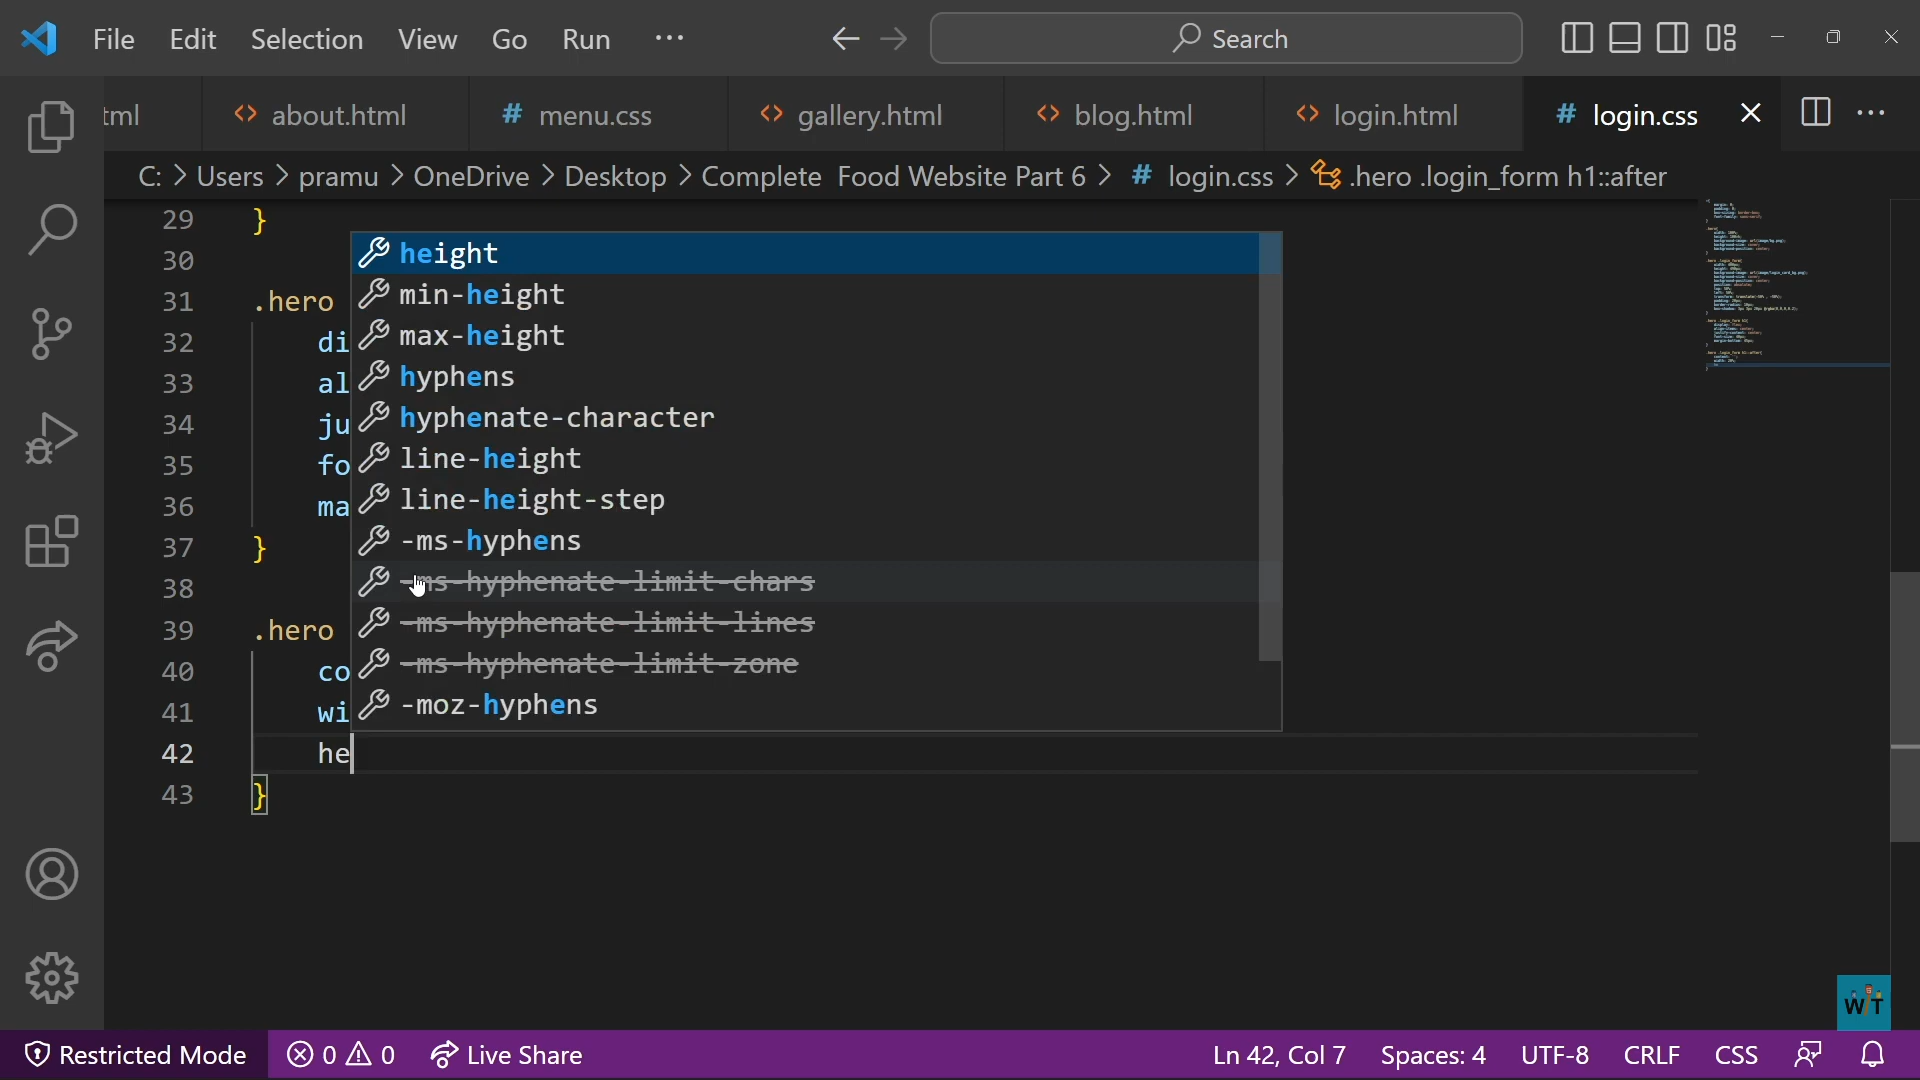 File Edit Selection View Go Run ··· Search
tml about.html menu.css gallery.html blog.html login.html login.css
C: > Users > pramu > OneDrive > Desktop > Complete Food Website Part 6 > # login.css > .hero .login_form h1::after
29 }
30 height
31 .hero min-height
32 di max-height
33 al hyphens
34 ju hyphenate-character
35 fo line-height
36 ma line-height-step
37 } -ms-hyphens
38 -ms-hyphenate-limit-chars
39 .hero -ms-hyphenate-limit-lines
40 co -ms-hyphenate-limit-zone
41 wi -moz-hyphens
42 he
43 }
WIT
Restricted Mode 0 0 Live Share Ln 42, Col 7 Spaces: 4 UTF-8 CRLF CSS